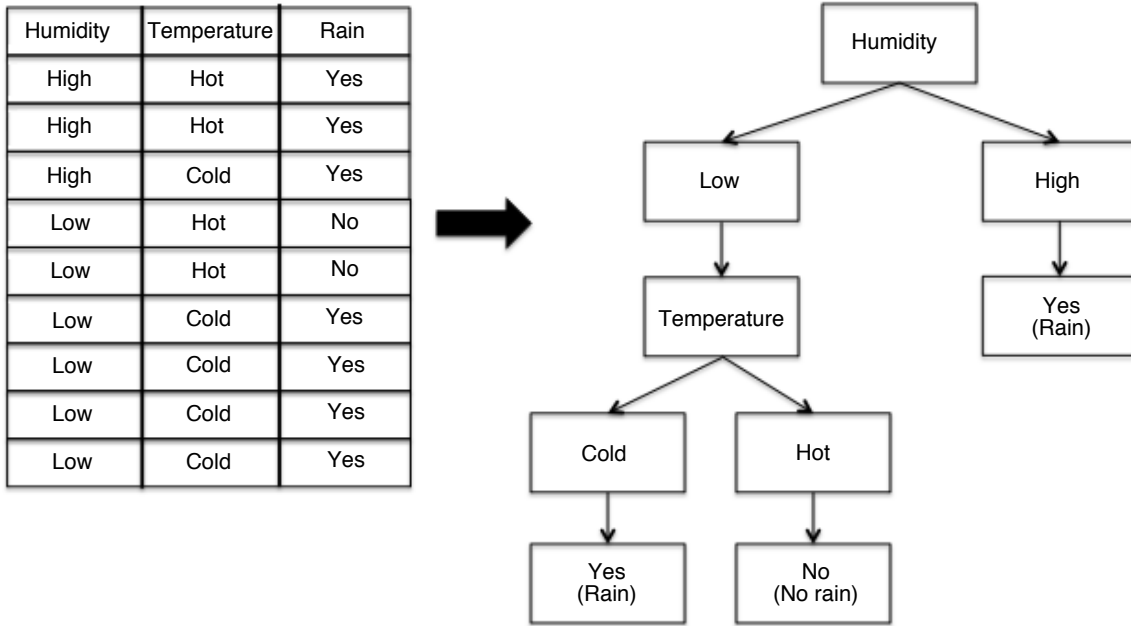 Humidity Temperature Rain
High Hot Yes
High Hot Yes
High Cold Yes
Low Hot No
Low Hot No
Low Cold Yes
Low Cold Yes
Low Cold Yes
Low Cold Yes
Humidity
Low
High
Temperature
Yes
(Rain)
Cold
Hot
Yes
(Rain)
No
(No rain)